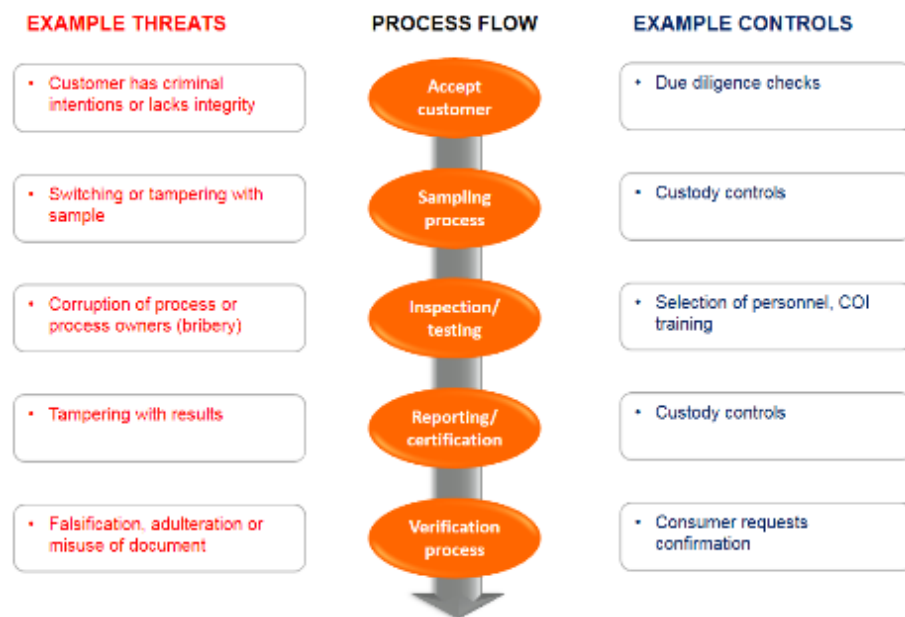 EXAMPLE THREATS
PROCESS FLOW
EXAMPLE CONTROLS
• Customer has criminal
intentions or lacks integrity
Accept
customer
• Due diligence checks
• Switching or tampering with
sample
Sampling
process
• Custody controls
• Corruption of process or
process owners (bribery)
Inspection/
testing
• Selection of personnel, COI
training
• Tampering with results
Reporting/
certification
• Custody controls
• Falsification, adulteration or
misuse of document
Verification
process
• Consumer requests
confirmation